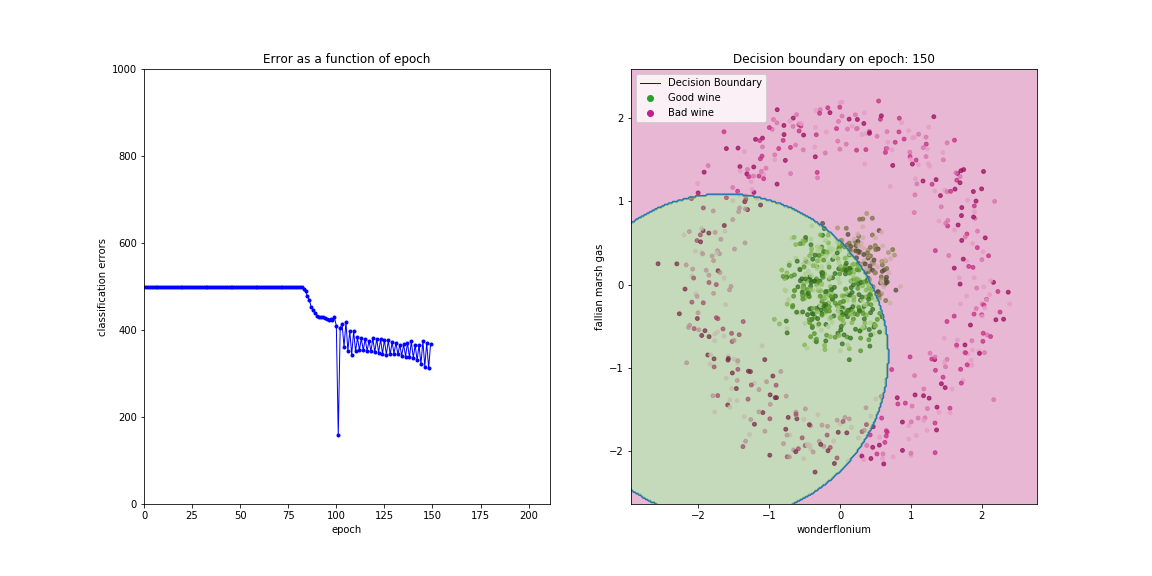 Error as a function of epoch
1000
800
600
400
200
0
classification errors
0 25 50 75 100 125 150 175 200
epoch
Decision boundary on epoch: 150
Decision Boundary
Good wine
Bad wine
2
1
0
−1
−2
fallian marsh gas
−2 −1 0 1 2
wonderflonium